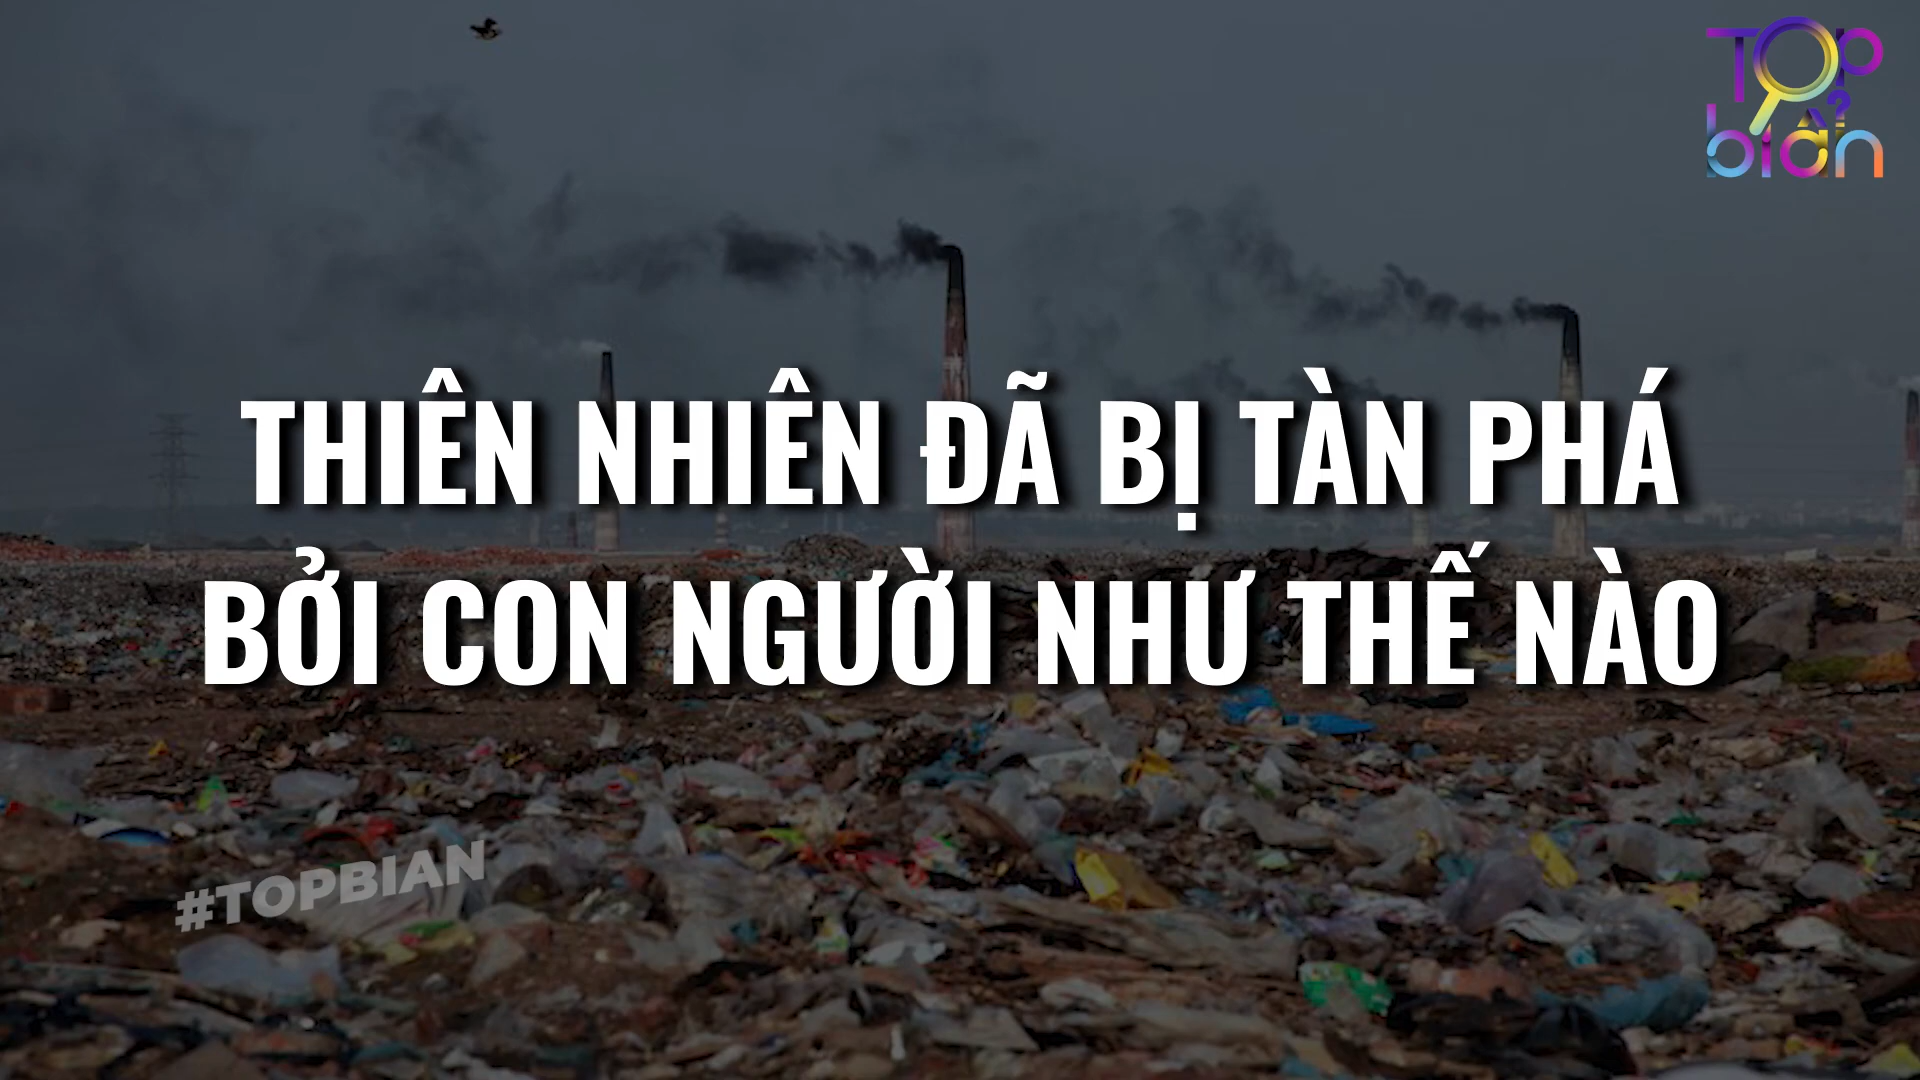 TOp
bí ẩn
THIÊN NHIÊN ĐÃ BỊ TÀN PHÁ
BỞI CON NGƯỜI NHƯ THẾ NÀO
#TOPBIAN